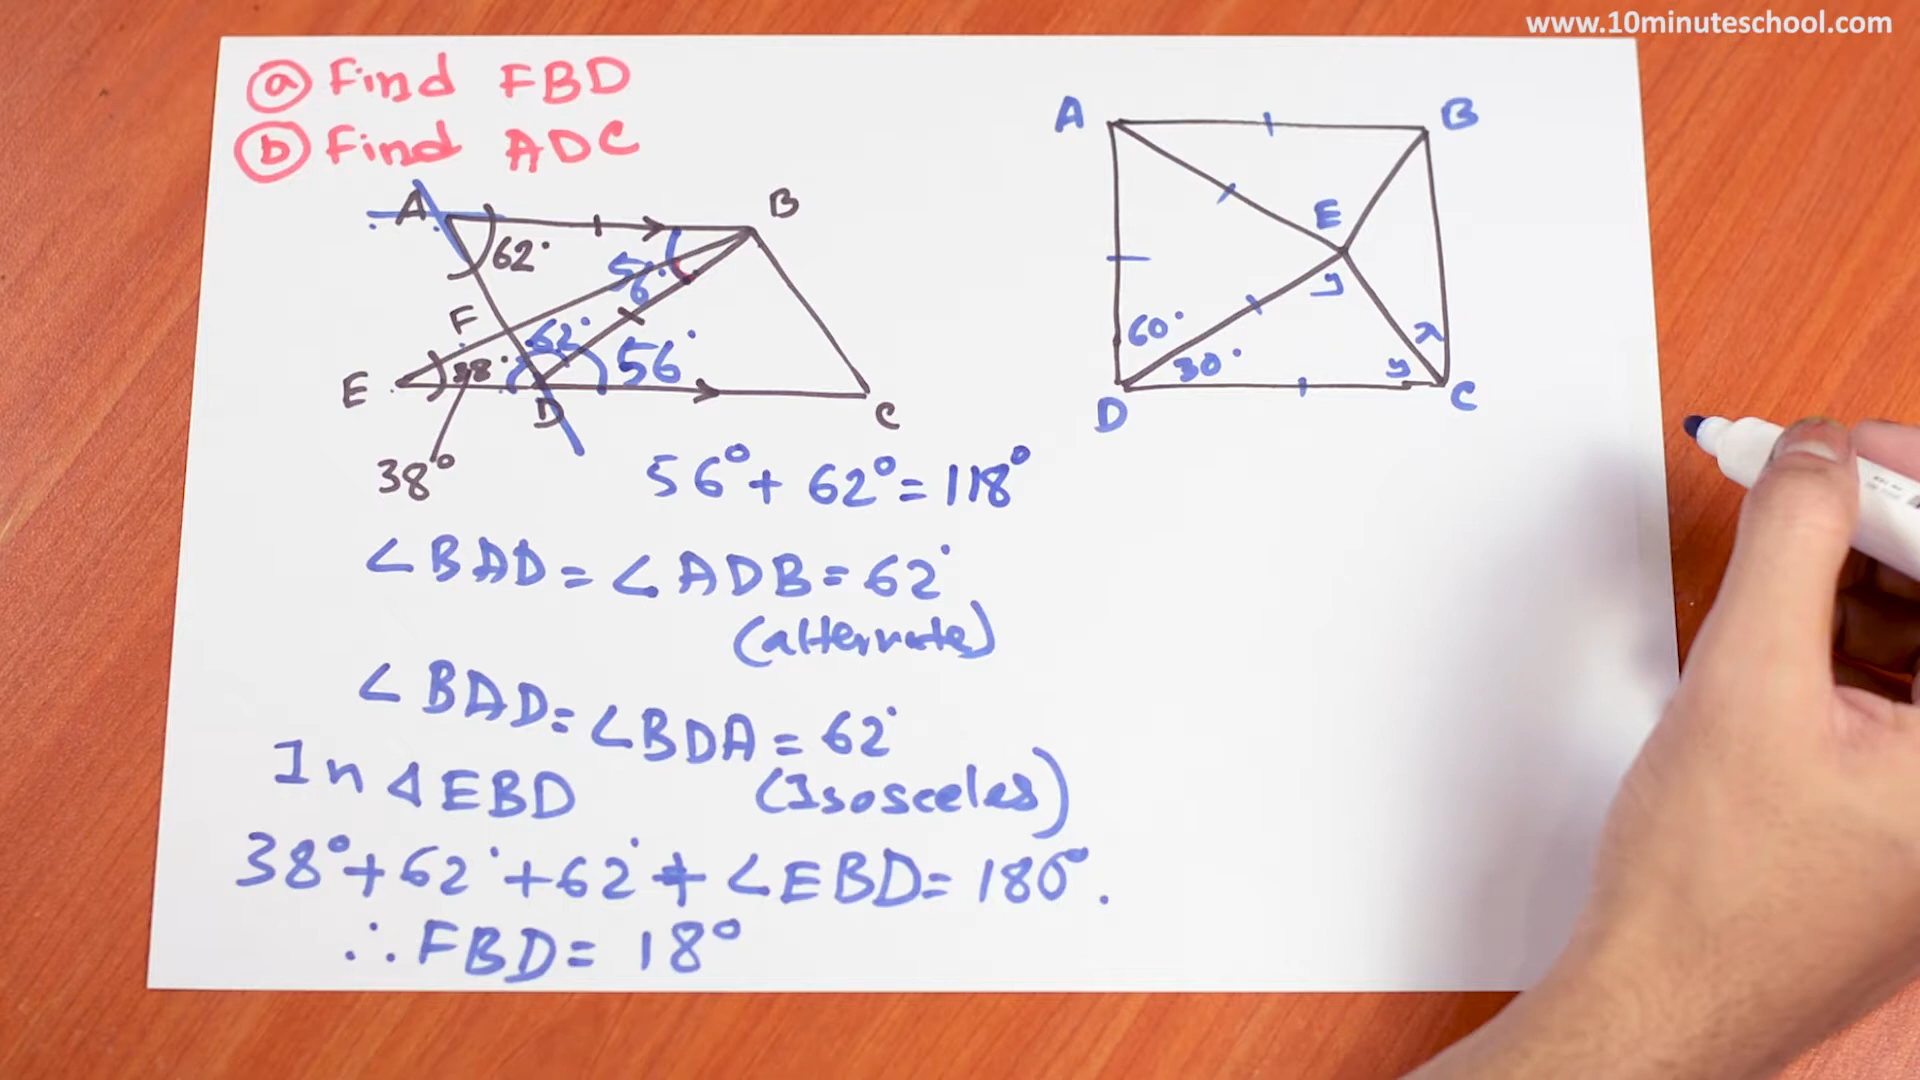 www.10minuteschool.com
a Find FBD
b Find ADC
A
B
62°
56°
F
62°
56°
E
38°
D
C
38°
56° + 62° = 118°
∠BAD = ∠ADB = 62°
(alternate)
∠BAD = ∠BDA = 62°
(Isosceles)
In △EBD
38° + 62° + 62° + ∠EBD = 180°.
∴ FBD = 18°
A
B
E
y
60°
30°
x
y
D
C